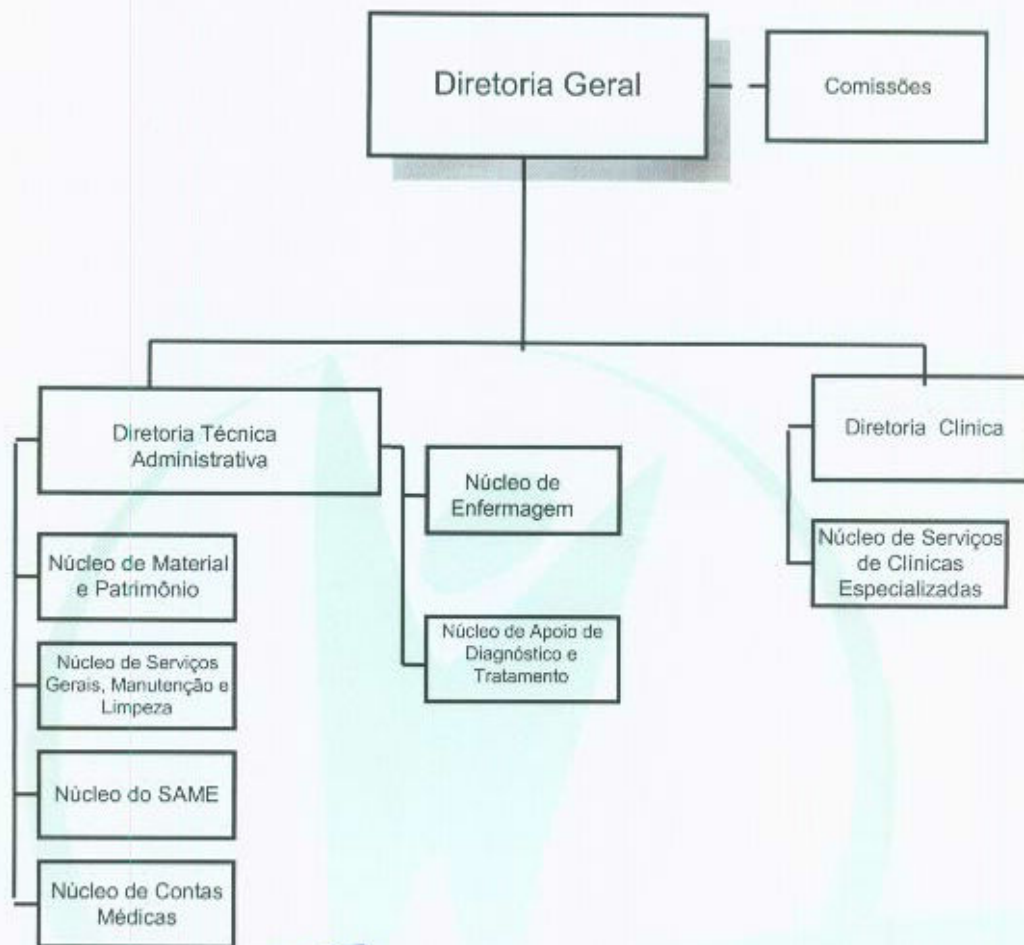 Diretoria Geral
Comissões
Diretoria Técnica
Administrativa
Diretoria Clínica
Núcleo de
Enfermagem
Núcleo de Serviços
de Clínicas
Especializadas
Núcleo de Material
e Patrimônio
Núcleo de Apoio de
Diagnóstico e
Tratamento
Núcleo de Serviços
Gerais, Manutenção e
Limpeza
Núcleo do SAME
Núcleo de Contas
Médicas